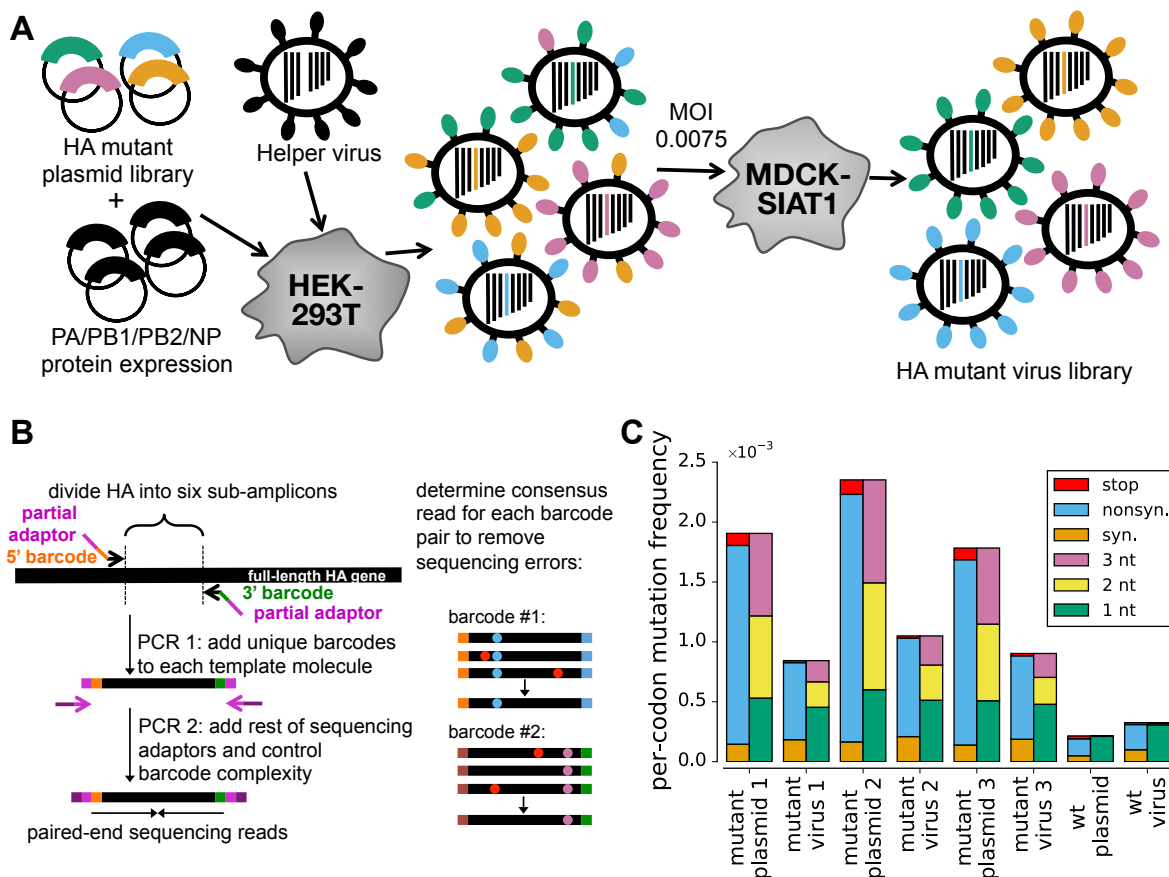 A
HA mutant
plasmid library
+
PA/PB1/PB2/NP
protein expression
Helper virus
HEK-
293T
MOI
0.0075
MDCK-
SIAT1
HA mutant virus library
B
divide HA into six sub-amplicons
partial
adaptor
5' barcode
full-length HA gene
3' barcode
partial adaptor
PCR 1: add unique barcodes
to each template molecule
PCR 2: add rest of sequencing
adaptors and control
barcode complexity
paired-end sequencing reads
determine consensus
read for each barcode
pair to remove
sequencing errors:
barcode #1:
barcode #2:
C
per-codon mutation frequency
×10⁻³
2.5
2.0
1.5
1.0
0.5
0.0
stop
nonsyn.
syn.
3 nt
2 nt
1 nt
mutant
plasmid 1
mutant
virus 1
mutant
plasmid 2
mutant
virus 2
mutant
plasmid 3
mutant
virus 3
wt
plasmid
wt
virus